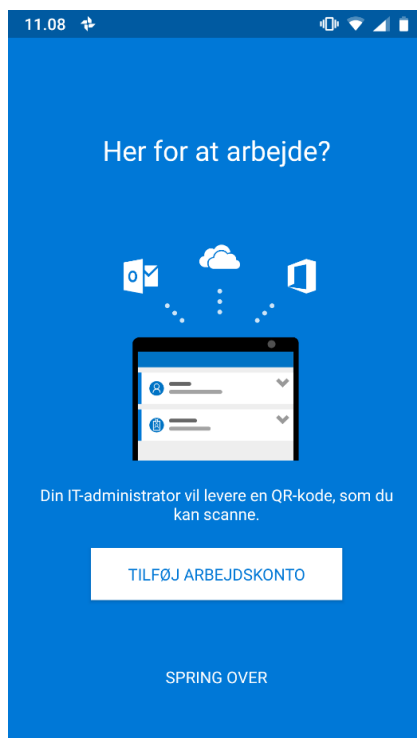 11.08
Her for at arbejde?
Din IT-administrator vil levere en QR-kode, som du
kan scanne.
TILFØJ ARBEJDSKONTO
SPRING OVER